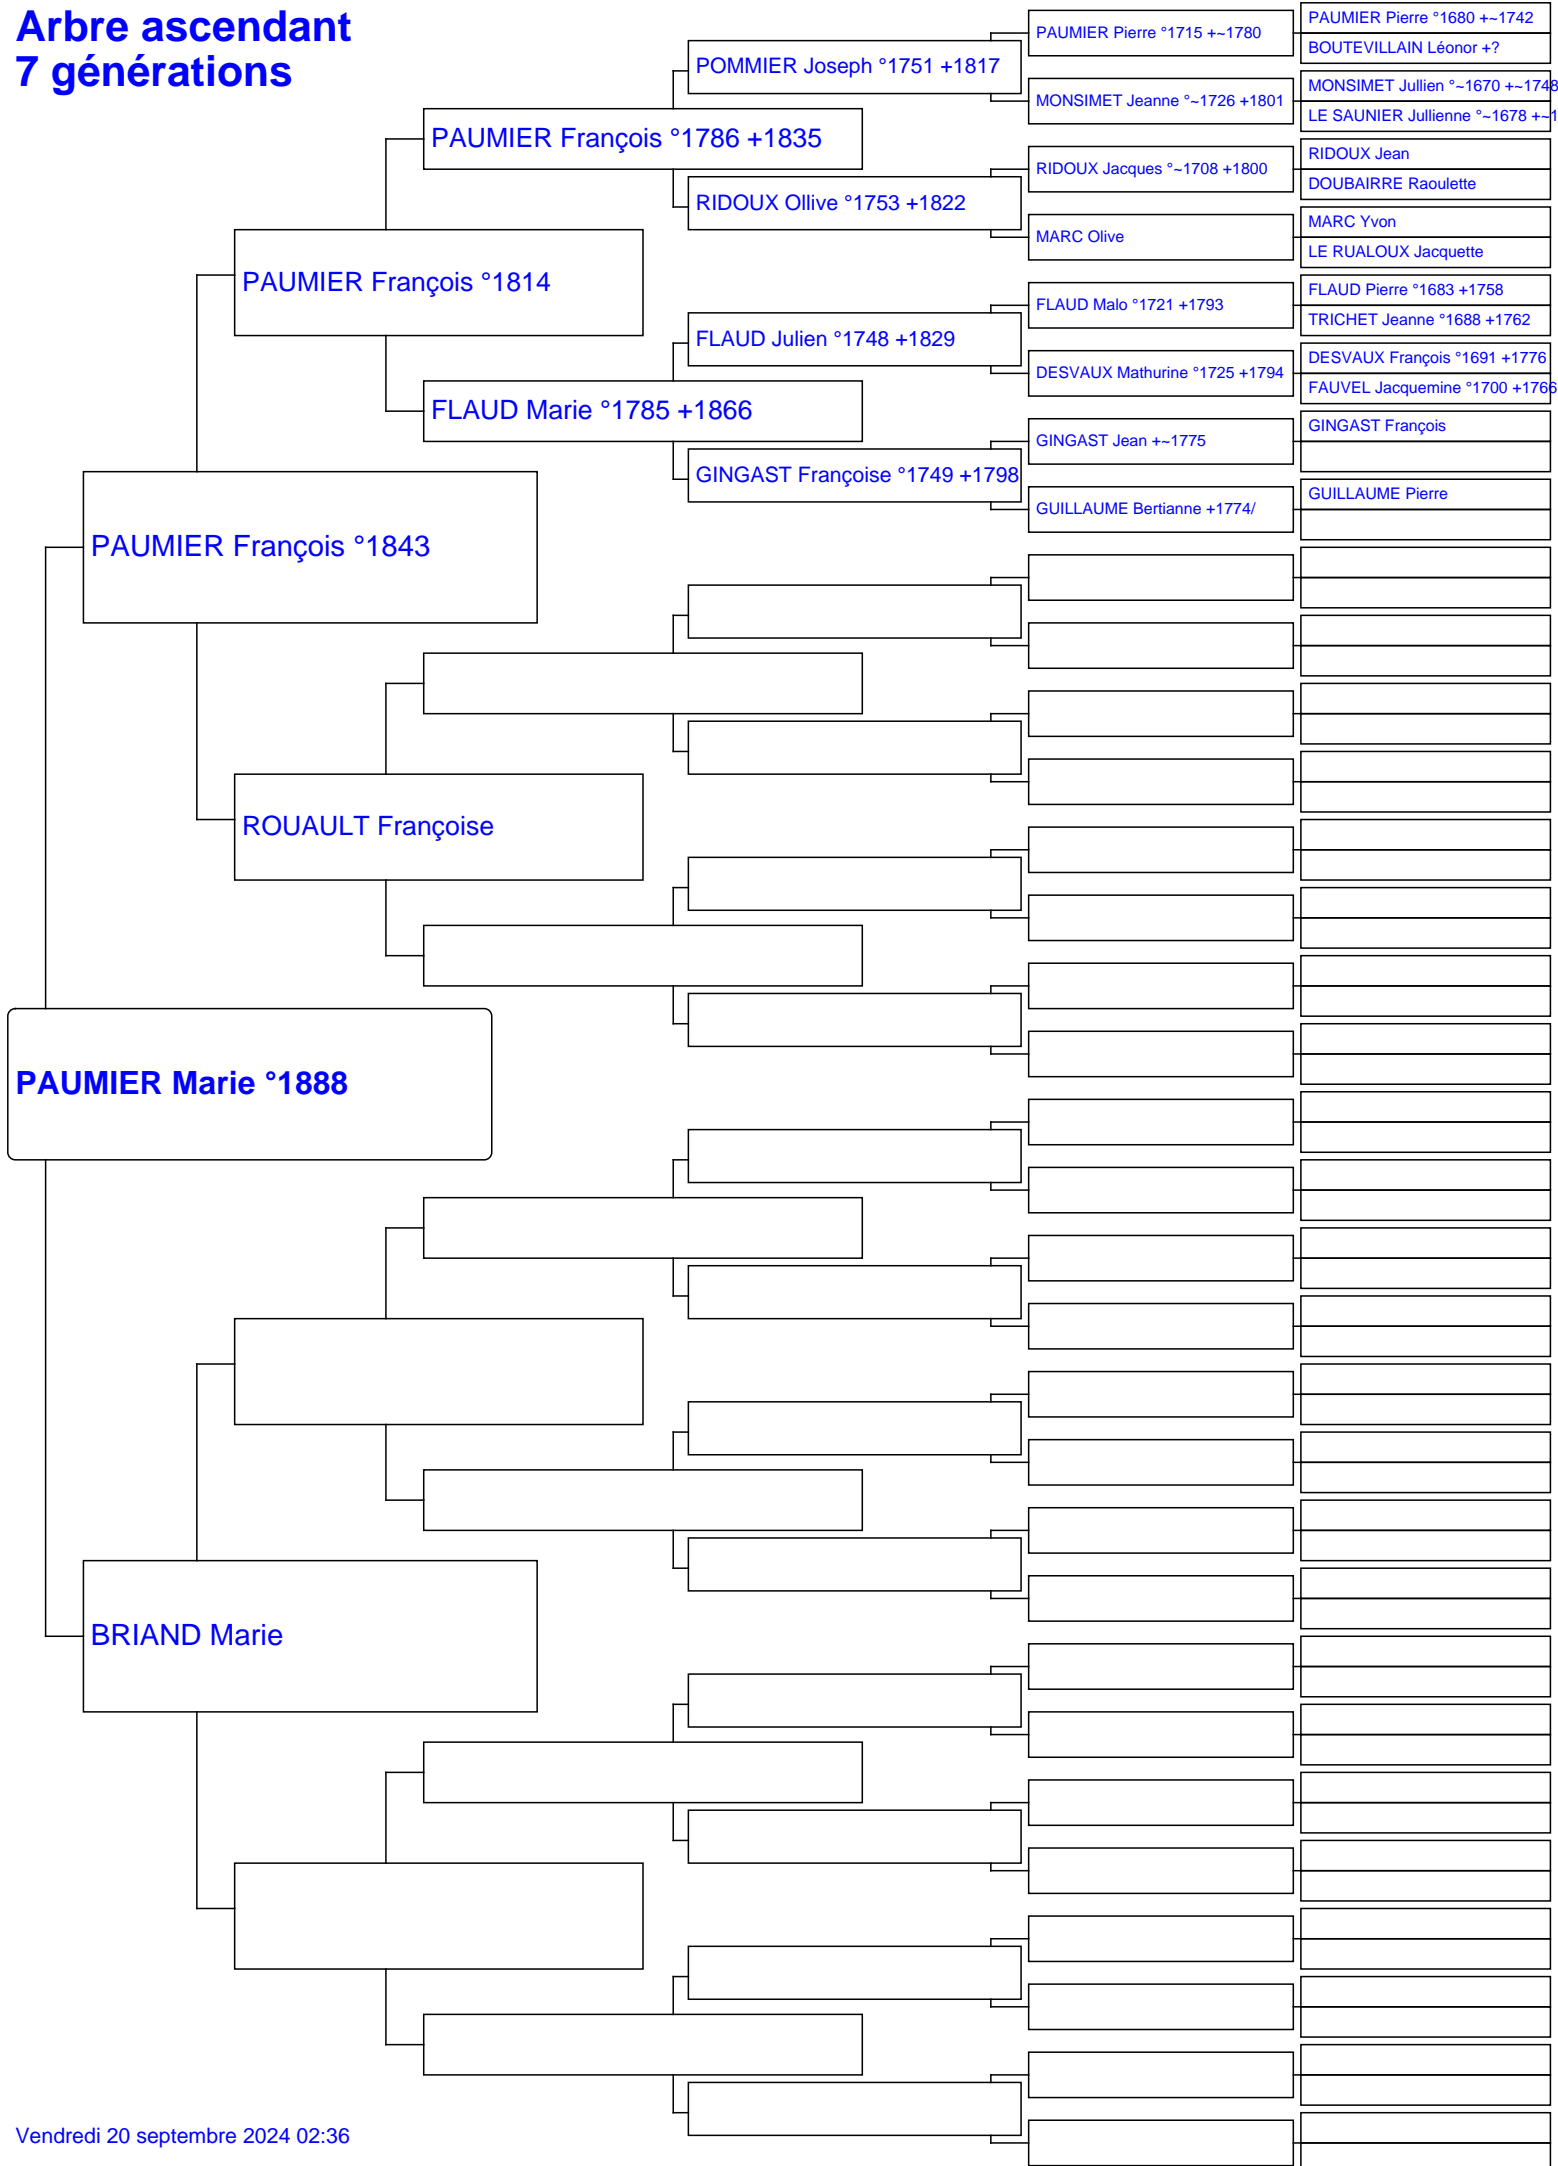 Arbre ascendant
7 générations
PAUMIER Pierre °1680 +~1742
PAUMIER Pierre °1715 +~1780
BOUTEVILLAIN Léonor +?
POMMIER Joseph °1751 +1817
MONSIMET Jullien °~1670 +~1748
MONSIMET Jeanne °~1726 +1801
LE SAUNIER Jullienne °~1678 +~1
PAUMIER François °1786 +1835
RIDOUX Jean
RIDOUX Jacques °~1708 +1800
DOUBAIRRE Raoulette
RIDOUX Ollive °1753 +1822
MARC Yvon
MARC Olive
LE RUALOUX Jacquette
PAUMIER François °1814
FLAUD Pierre °1683 +1758
FLAUD Malo °1721 +1793
TRICHET Jeanne °1688 +1762
FLAUD Julien °1748 +1829
DESVAUX François °1691 +1776
DESVAUX Mathurine °1725 +1794
FAUVEL Jacquemine °1700 +1766
FLAUD Marie °1785 +1866
GINGAST François
GINGAST Jean +~1775
GINGAST Françoise °1749 +1798
GUILLAUME Pierre
GUILLAUME Bertianne +1774/
PAUMIER François °1843
ROUAULT Françoise
PAUMIER Marie °1888
BRIAND Marie
Vendredi 20 septembre 2024 02:36